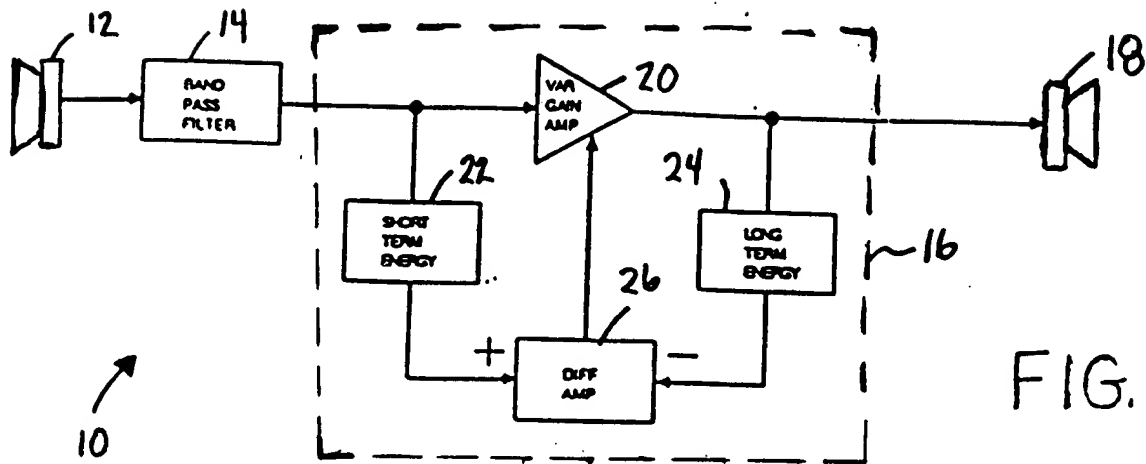 12
14
BAND
PASS
FILTER
VAR
GAIN
AMP
20
18
22
SHORT
TERM
ENERGY
24
LONG
TERM
ENERGY
16
26
+
−
DIFF
AMP
10
FIG.